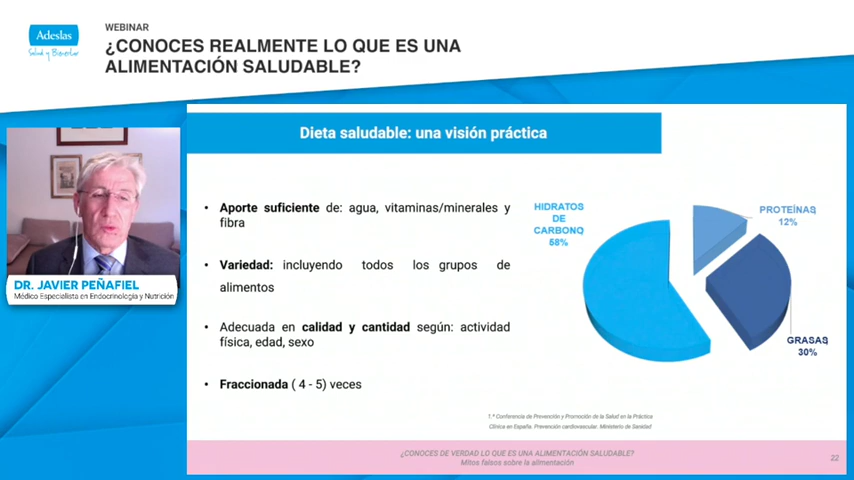 Adeslas
Salud y Bienestar
WEBINAR
¿CONOCES REALMENTE LO QUE ES UNA
ALIMENTACIÓN SALUDABLE?
Dieta saludable: una visión práctica
• Aporte suficiente de: agua, vitaminas/minerales y
fibra
• Variedad: incluyendo todos los grupos de
alimentos
• Adecuada en calidad y cantidad según: actividad
física, edad, sexo
• Fraccionada ( 4 - 5) veces
HIDRATOS
DE
CARBONO
58%
PROTEÍNAS
12%
GRASAS
30%
DR. JAVIER PEÑAFIEL
Médico Especialista en Endocrinología y Nutrición
1.ª Conferencia de Prevención y Promoción de la Salud en la Práctica
Clínica en España. Prevención cardiovascular. Ministerio de Sanidad
¿CONOCES DE VERDAD LO QUE ES UNA ALIMENTACIÓN SALUDABLE?
Mitos falsos sobre la alimentación
22